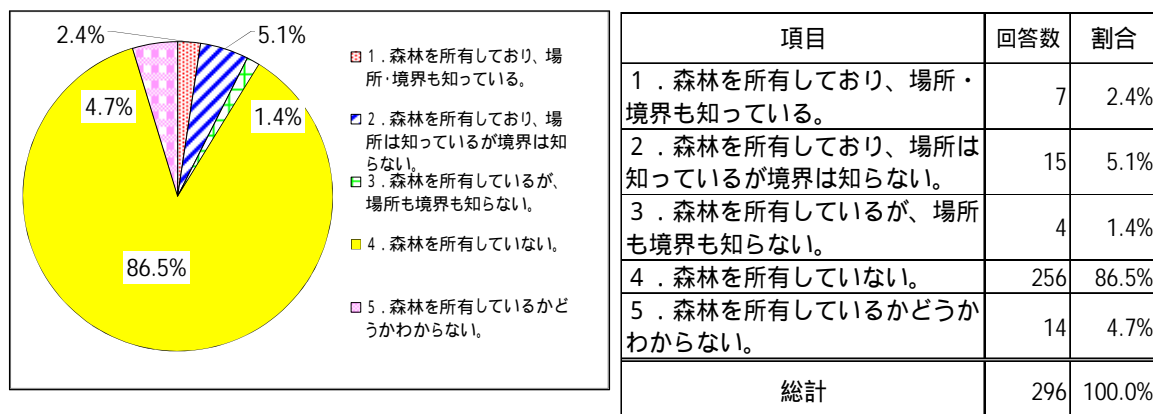 2.4%
5.1%
4.7%
1.4%
86.5%
1．森林を所有しており、場
所・境界も知っている。
2．森林を所有しており、場
所は知っているが境界は知
らない。
3．森林を所有しているが、
場所も境界も知らない。
4．森林を所有していない。
5．森林を所有しているかど
うかわからない。
項目 回答数 割合
1．森林を所有しており、場所・
境界も知っている。
7 2.4%
2．森林を所有しており、場所は
知っているが境界は知らない。
15 5.1%
3．森林を所有しているが、場所
も境界も知らない。
4 1.4%
4．森林を所有していない。 256 86.5%
5．森林を所有しているかどうか
わからない。
14 4.7%
総計 296 100.0%